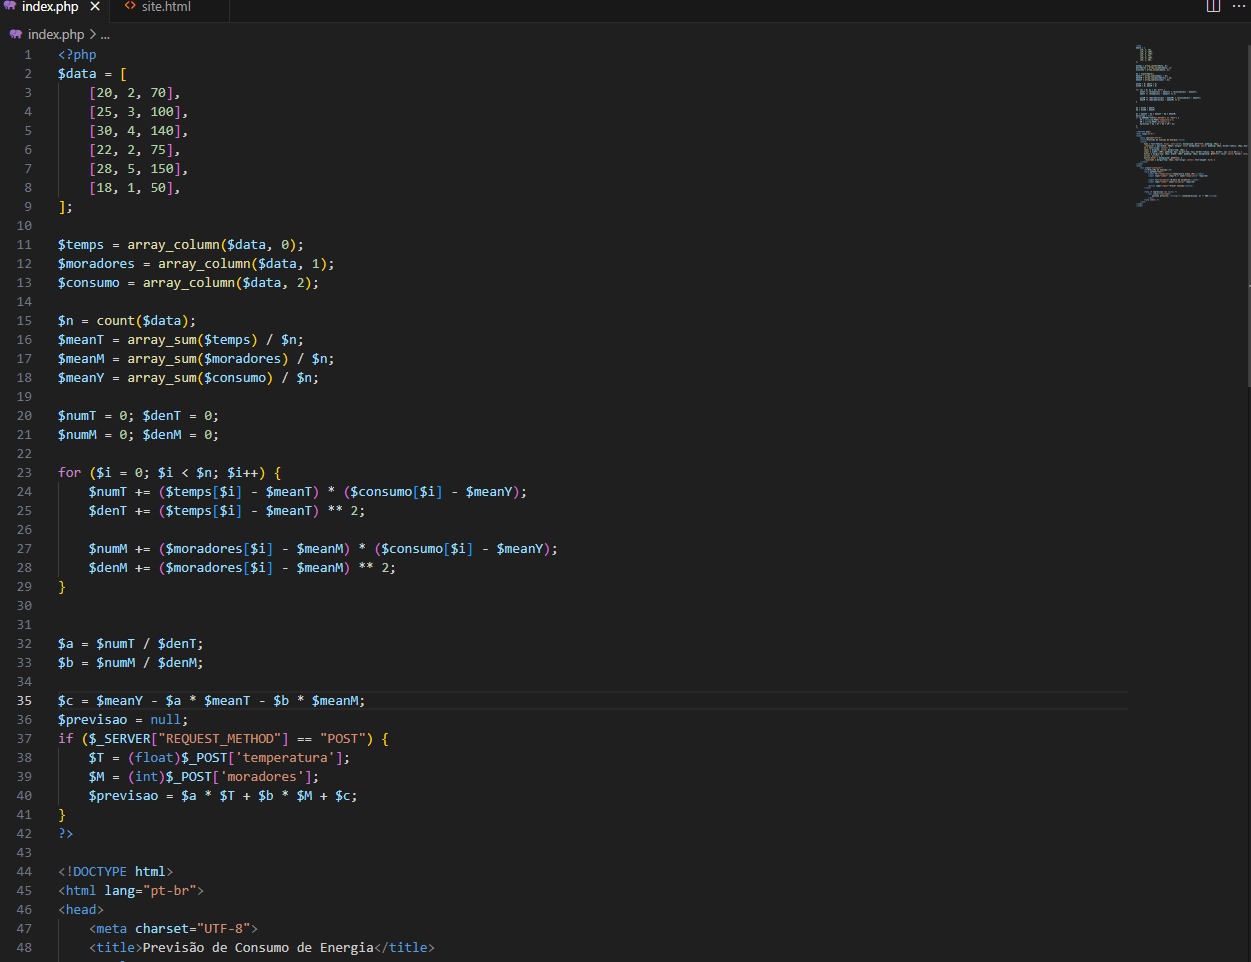 index.php
site.html
index.php > ...
1 <?php
2 $data = [
3 [20, 2, 70],
4 [25, 3, 100],
5 [30, 4, 140],
6 [22, 2, 75],
7 [28, 5, 150],
8 [18, 1, 50],
9 ];
10
11 $temps = array_column($data, 0);
12 $moradores = array_column($data, 1);
13 $consumo = array_column($data, 2);
14
15 $n = count($data);
16 $meanT = array_sum($temps) / $n;
17 $meanM = array_sum($moradores) / $n;
18 $meanY = array_sum($consumo) / $n;
19
20 $numT = 0; $denT = 0;
21 $numM = 0; $denM = 0;
22
23 for ($i = 0; $i < $n; $i++) {
24 $numT += ($temps[$i] - $meanT) * ($consumo[$i] - $meanY);
25 $denT += ($temps[$i] - $meanT) ** 2;
26
27 $numM += ($moradores[$i] - $meanM) * ($consumo[$i] - $meanY);
28 $denM += ($moradores[$i] - $meanM) ** 2;
29 }
30
31
32 $a = $numT / $denT;
33 $b = $numM / $denM;
34
35 $c = $meanY - $a * $meanT - $b * $meanM;
36 $previsao = null;
37 if ($_SERVER["REQUEST_METHOD"] == "POST") {
38 $T = (float)$_POST['temperatura'];
39 $M = (int)$_POST['moradores'];
40 $previsao = $a * $T + $b * $M + $c;
41 }
42 ?>
43
44 <!DOCTYPE html>
45 <html lang="pt-br">
46 <head>
47 <meta charset="UTF-8">
48 <title>Previsão de Consumo de Energia</title>